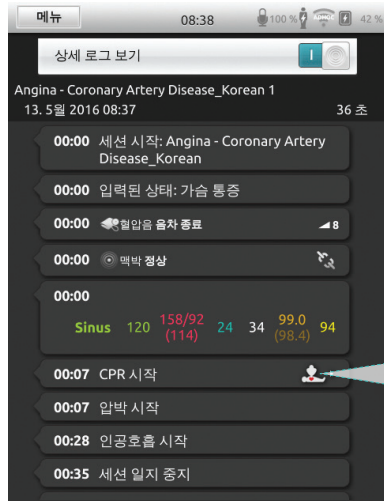 메뉴 08:38 100 % 42 %
상세 로그 보기
Angina - Coronary Artery Disease_Korean 1
13. 5월 2016 08:37 36 초
00:00 세션 시작: Angina - Coronary Artery
Disease_Korean
00:00 입력된 상태: 가슴 통증
00:00 혈압음 음차 종료 8
00:00 맥박 정상
00:00
Sinus 120 158/92 24 34 99.0 94
(114) (98.4)
00:07 CPR 시작
00:07 압박 시작
00:28 인공호흡 시작
00:35 세션 일지 중지